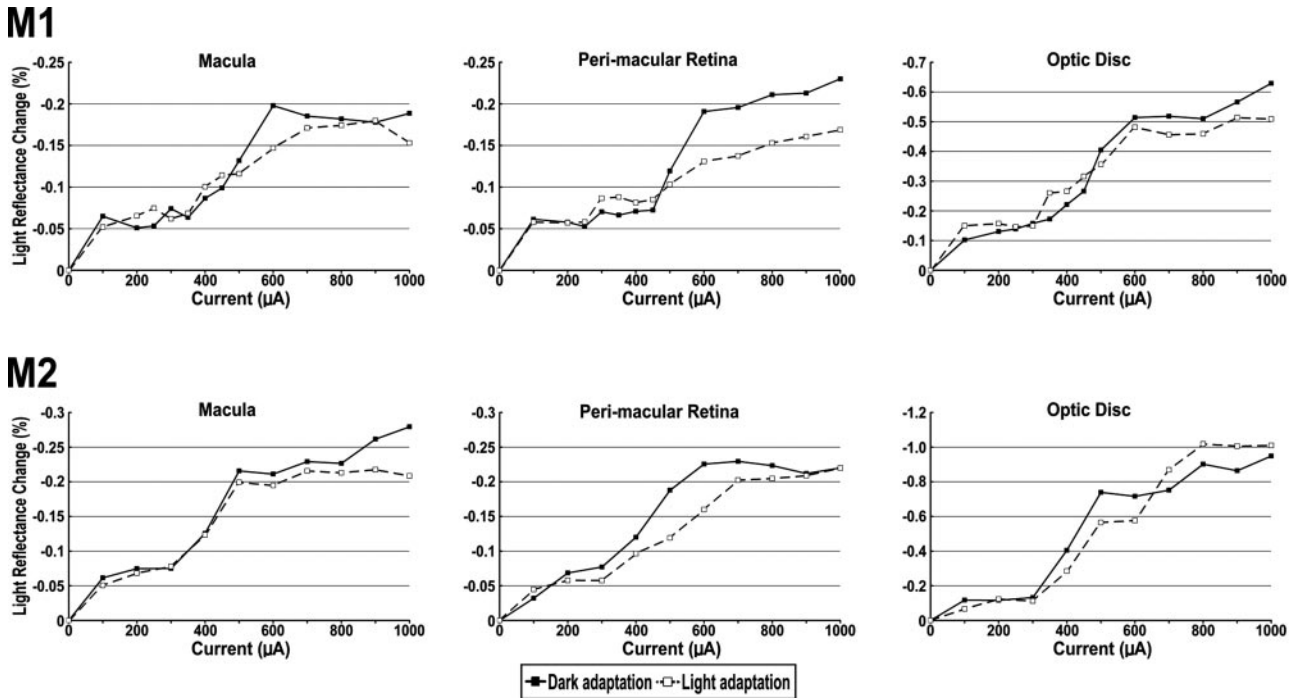 M1
Macula
Peri-macular Retina
Optic Disc
Light Reflectance Change (%)
-0.25
-0.2
-0.15
-0.1
-0.05
0
0 200 400 600 800 1000
Current (µA)
-0.25
-0.2
-0.15
-0.1
-0.05
0
0 200 400 600 800 1000
Current (µA)
-0.7
-0.6
-0.5
-0.4
-0.3
-0.2
-0.1
0
0 200 400 600 800 1000
Current (µA)
M2
Macula
Peri-macular Retina
Optic Disc
Light Reflectance Change (%)
-0.3
-0.25
-0.2
-0.15
-0.1
-0.05
0
0 200 400 600 800 1000
Current (µA)
-0.3
-0.25
-0.2
-0.15
-0.1
-0.05
0
0 200 400 600 800 1000
Current (µA)
-1.2
-1.0
-0.8
-0.6
-0.4
-0.2
0
0 200 400 600 800 1000
Current (µA)
Dark adaptation Light adaptation